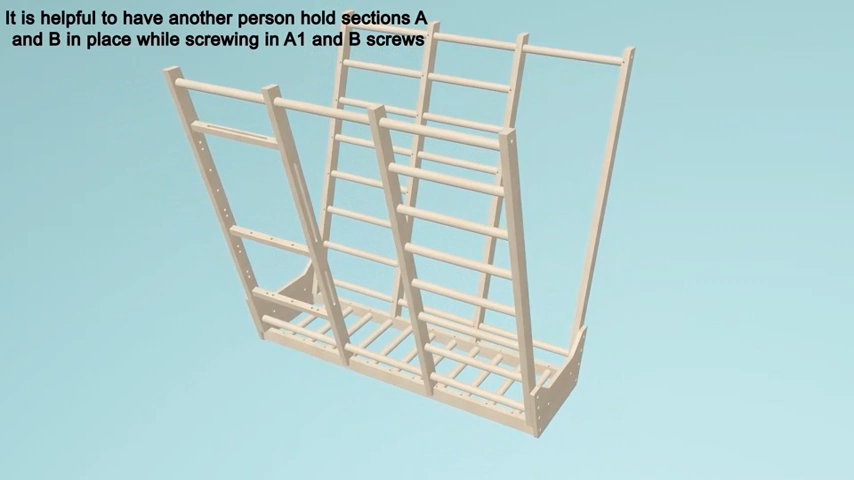 It is helpful to have another person hold sections A
and B in place while screwing in A1 and B screws